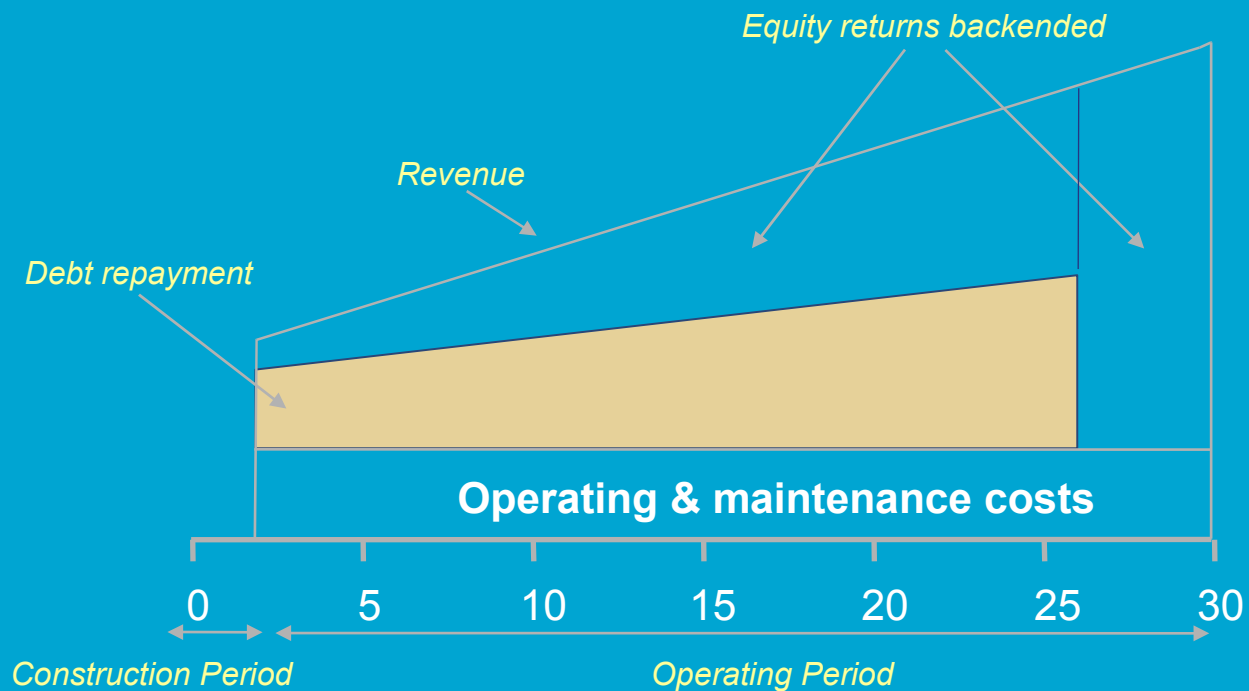 Equity returns backended
Revenue
Debt repayment
Operating & maintenance costs
0 5 10 15 20 25 30
Construction Period Operating Period